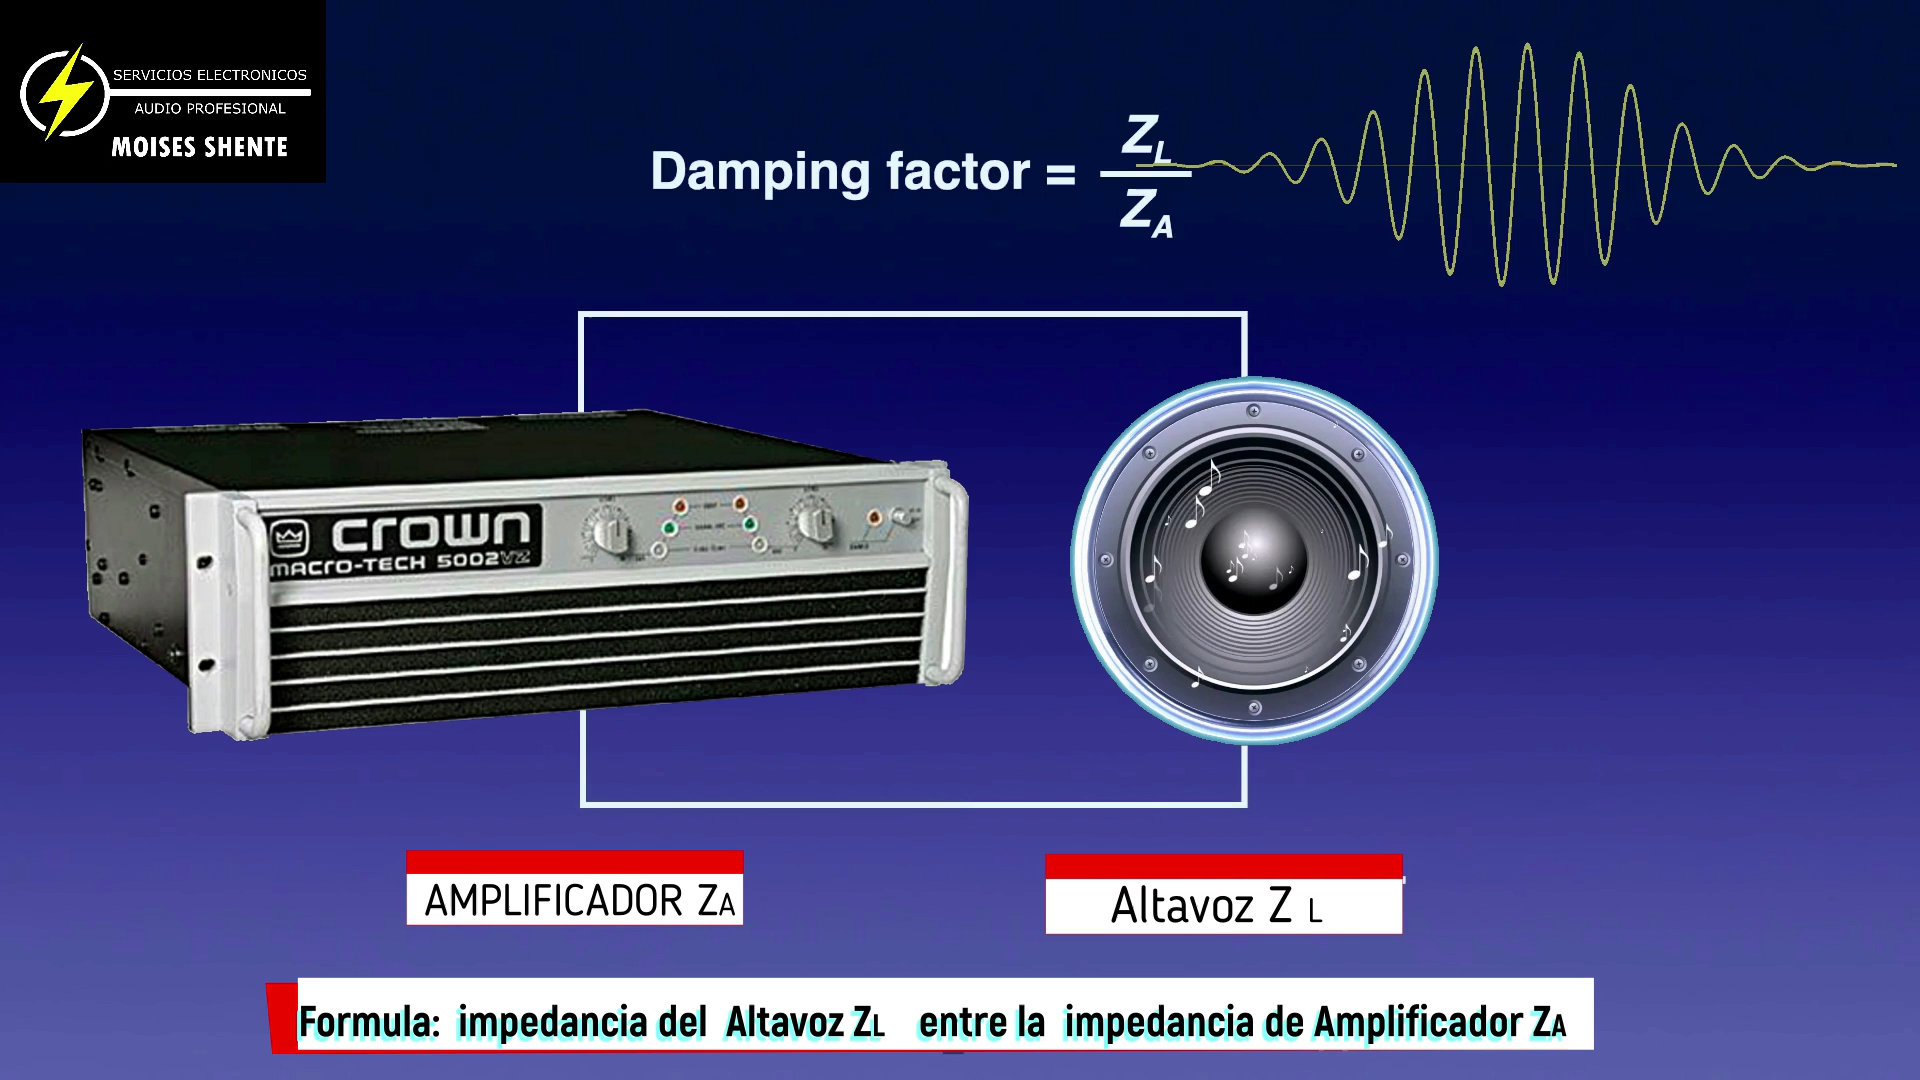 SERVICIOS ELECTRONICOS
AUDIO PROFESIONAL
MOISES SHENTE
Damping factor = ZL
ZA
crown
MACRO-TECH 5002VZ
AMPLIFICADOR ZA
Altavoz Z L
Formula: impedancia del Altavoz ZL entre la impedancia de Amplificador ZA